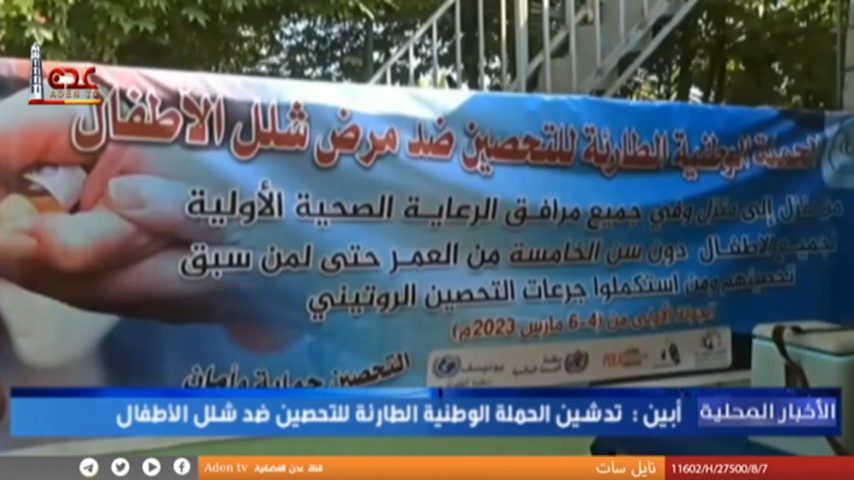 عدن
ADEN TV
الحملة الوطنية الطارئة للتحصين ضد مرض شلل الأطفال
من منزل إلى منزل وفي جميع مرافق الرعاية الصحية الأولية
لجميع الاطفال دون سن الخامسة من العمر حتى لمن سبق
تحصينهم ومن استكملوا جرعات التحصين الروتيني
الجولة الأولى من (4-6 مارس 2023م)
التحصين حماية وأمان
يونيسف
الأخبار المحلية
أبين : تدشين الحملة الوطنية الطارئة للتحصين ضد شلل الأطفال
Aden tv
قناة عدن الفضائية
نايل سات
11602/H/27500/8/7